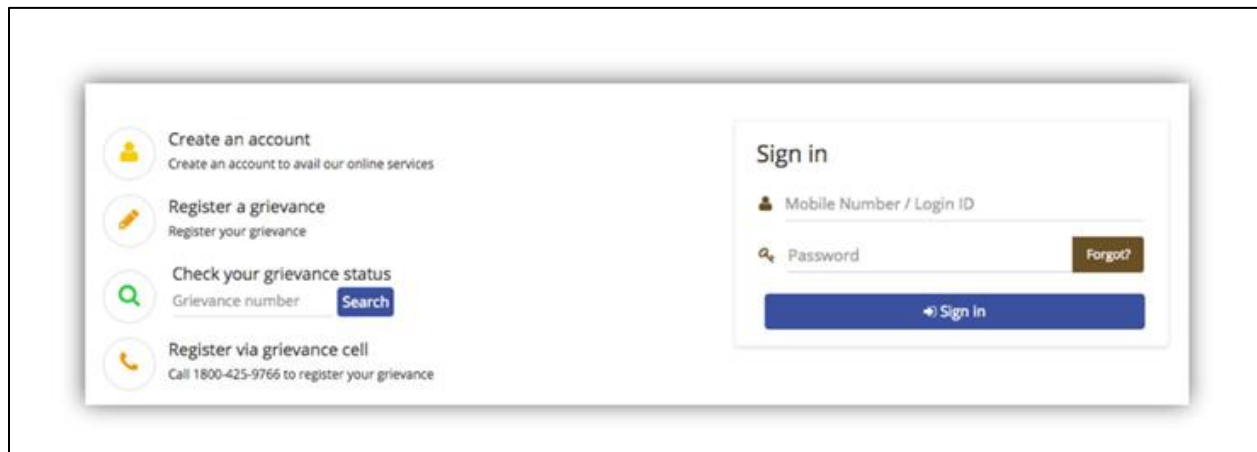 Create an account
Create an account to avail our online services
Register a grievance
Register your grievance
Check your grievance status
Grievance number Search
Register via grievance cell
Call 1800-425-9766 to register your grievance
Sign in
Mobile Number / Login ID
Password Forgot?
Sign In